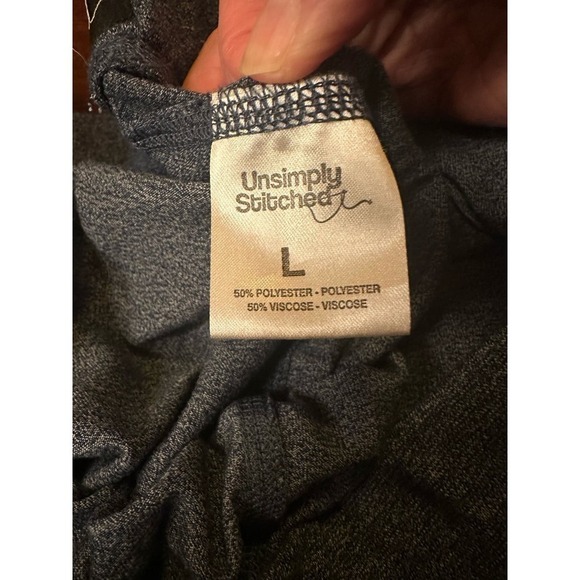 Unsimply
Stitched
L
50% POLYESTER - POLYESTER
50% VISCOSE - VISCOSE